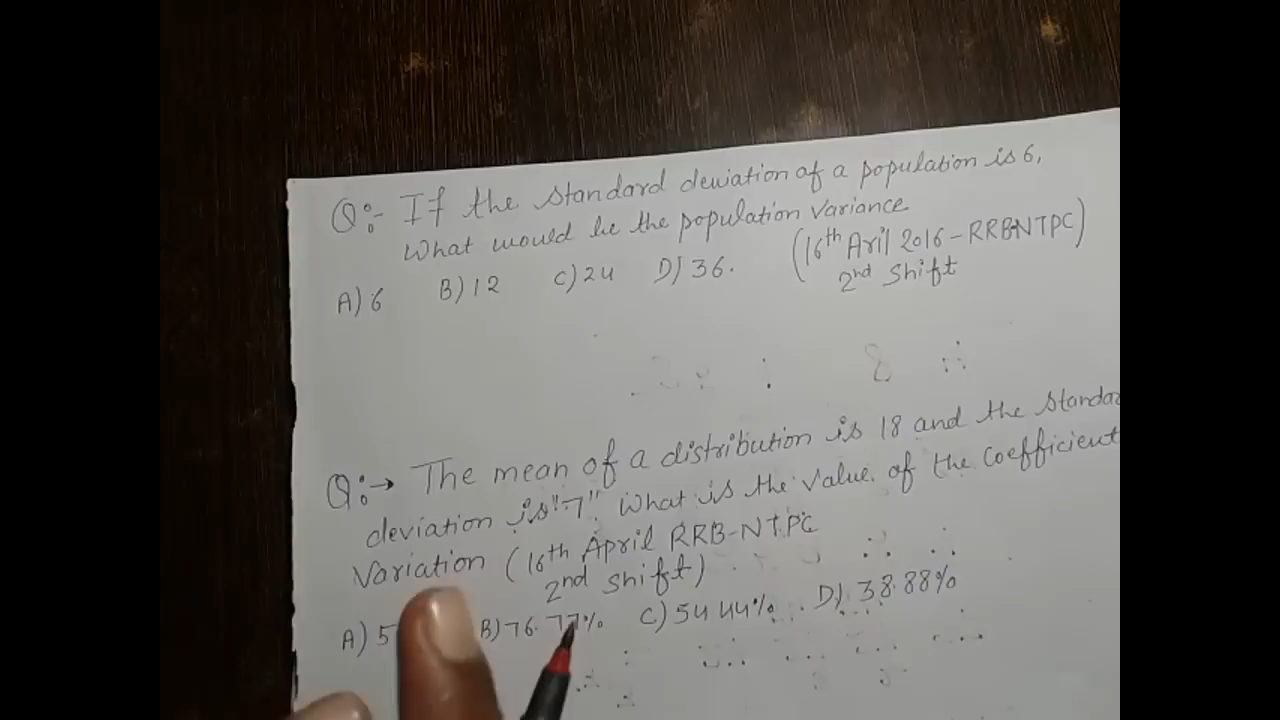 Q:- If the standard deviation of a population is 6,
What would be the population variance
A) 6 B) 12 C) 24 D) 36. (16th Aril 2016 - RRB-NTPC)
2nd Shift
Q:→ The mean of a distribution is 18 and the standar
deviation is "7". What is the value of the coefficient
Variation (16th April RRB-NTPC
2nd Shift)
A) 5 B) 76.77% C) 54 44% D) 38.88%